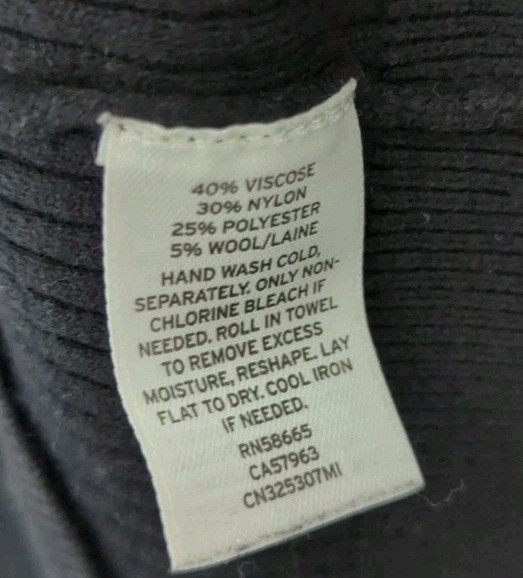 40% VISCOSE
30% NYLON
25% POLYESTER
5% WOOL/LAINE
HAND WASH COLD,
SEPARATELY. ONLY NON-
CHLORINE BLEACH IF
NEEDED. ROLL IN TOWEL
TO REMOVE EXCESS
MOISTURE, RESHAPE. LAY
FLAT TO DRY. COOL IRON
IF NEEDED.
RN58665
CA57963
CN325307MI